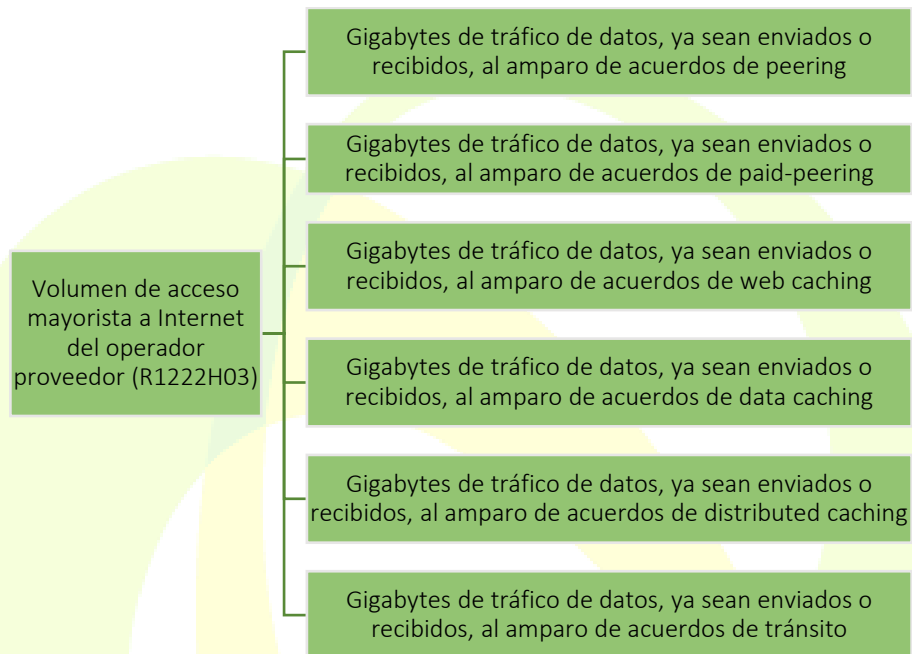 Gigabytes de tráfico de datos, ya sean enviados o
recibidos, al amparo de acuerdos de peering
Gigabytes de tráfico de datos, ya sean enviados o
recibidos, al amparo de acuerdos de paid-peering
Gigabytes de tráfico de datos, ya sean enviados o
recibidos, al amparo de acuerdos de web caching
Volumen de acceso
mayorista a Internet
del operador
proveedor (R1222H03)
Gigabytes de tráfico de datos, ya sean enviados o
recibidos, al amparo de acuerdos de data caching
Gigabytes de tráfico de datos, ya sean enviados o
recibidos, al amparo de acuerdos de distributed caching
Gigabytes de tráfico de datos, ya sean enviados o
recibidos, al amparo de acuerdos de tránsito